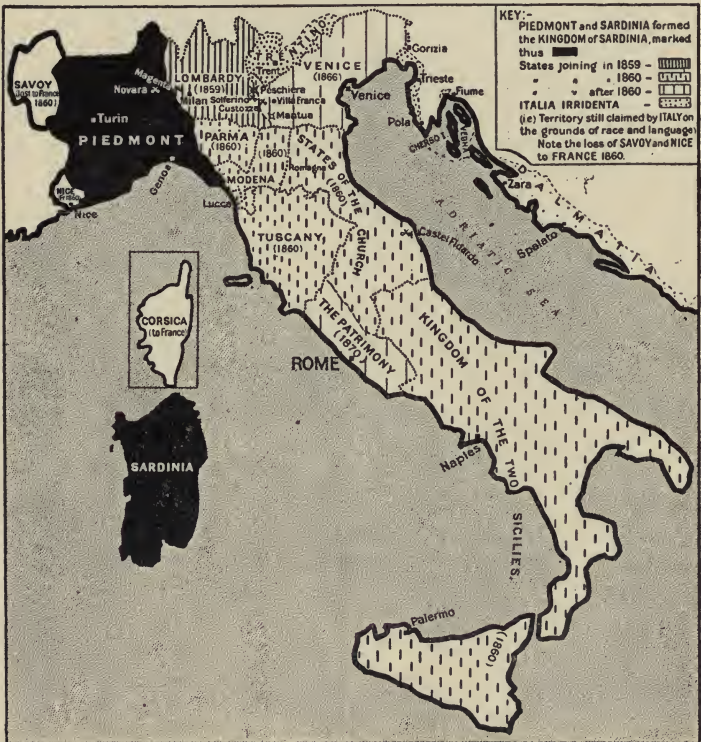 KEY:-
PIEDMONT and SARDINIA formed
the KINGDOM of SARDINIA, marked
thus
States joining in 1859 -
" " " 1860 -
" " after 1860 -
ITALIA IRRIDENTA -
(i.e) Territory still claimed by ITALY on
the grounds of race and language
Note the loss of SAVOY and NICE
to FRANCE 1860.
SAVOY
(lost to France
1860)
Magenta
Novara
Turin
PIEDMONT
Genoa
NICE
Nice
LOMBARDY
(1859)
Milan
Solferino
Custozza
TRENTINO
Trent
Peschiera
Villa Franca
Mantua
VENICE
(1866)
Venice
Gorizia
Trieste
Fiume
Pola
CHERSO I.
VEGLIA
Zara
DALMATIA
Spalato
ADRIATIC SEA
PARMA
(1860)
MODENA
(1860)
Romagna
Lucca
STATES OF THE CHURCH
(1860)
TUSCANY
(1860)
Castel Fidardo
THE PATRIMONY
(1870)
ROME
CORSICA
(to France)
SARDINIA
KINGDOM OF THE TWO SICILIES.
Naples
Palermo
(1860)